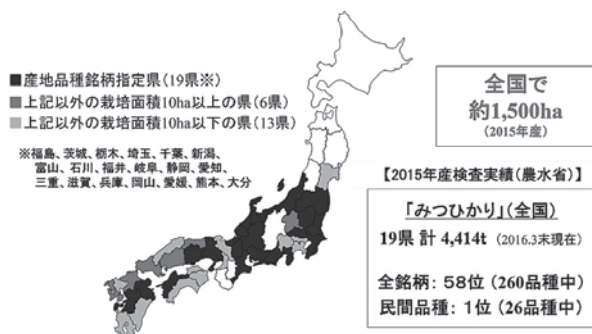 ■産地品種銘柄指定県(19県※)
■上記以外の栽培面積10ha以上の県(6県)
■上記以外の栽培面積10ha以下の県(13県)
※福島、茨城、栃木、埼玉、千葉、新潟、
富山、石川、福井、岐阜、静岡、愛知、
三重、滋賀、兵庫、岡山、愛媛、熊本、大分
全国で
約1,500ha
(2015年産)
【2015年産検査実績(農水省)】
「みつひかり」(全国)
19県 計 4,414t (2016.3末現在)
全銘柄: 58位 (260品種中)
民間品種: 1位 (26品種中)